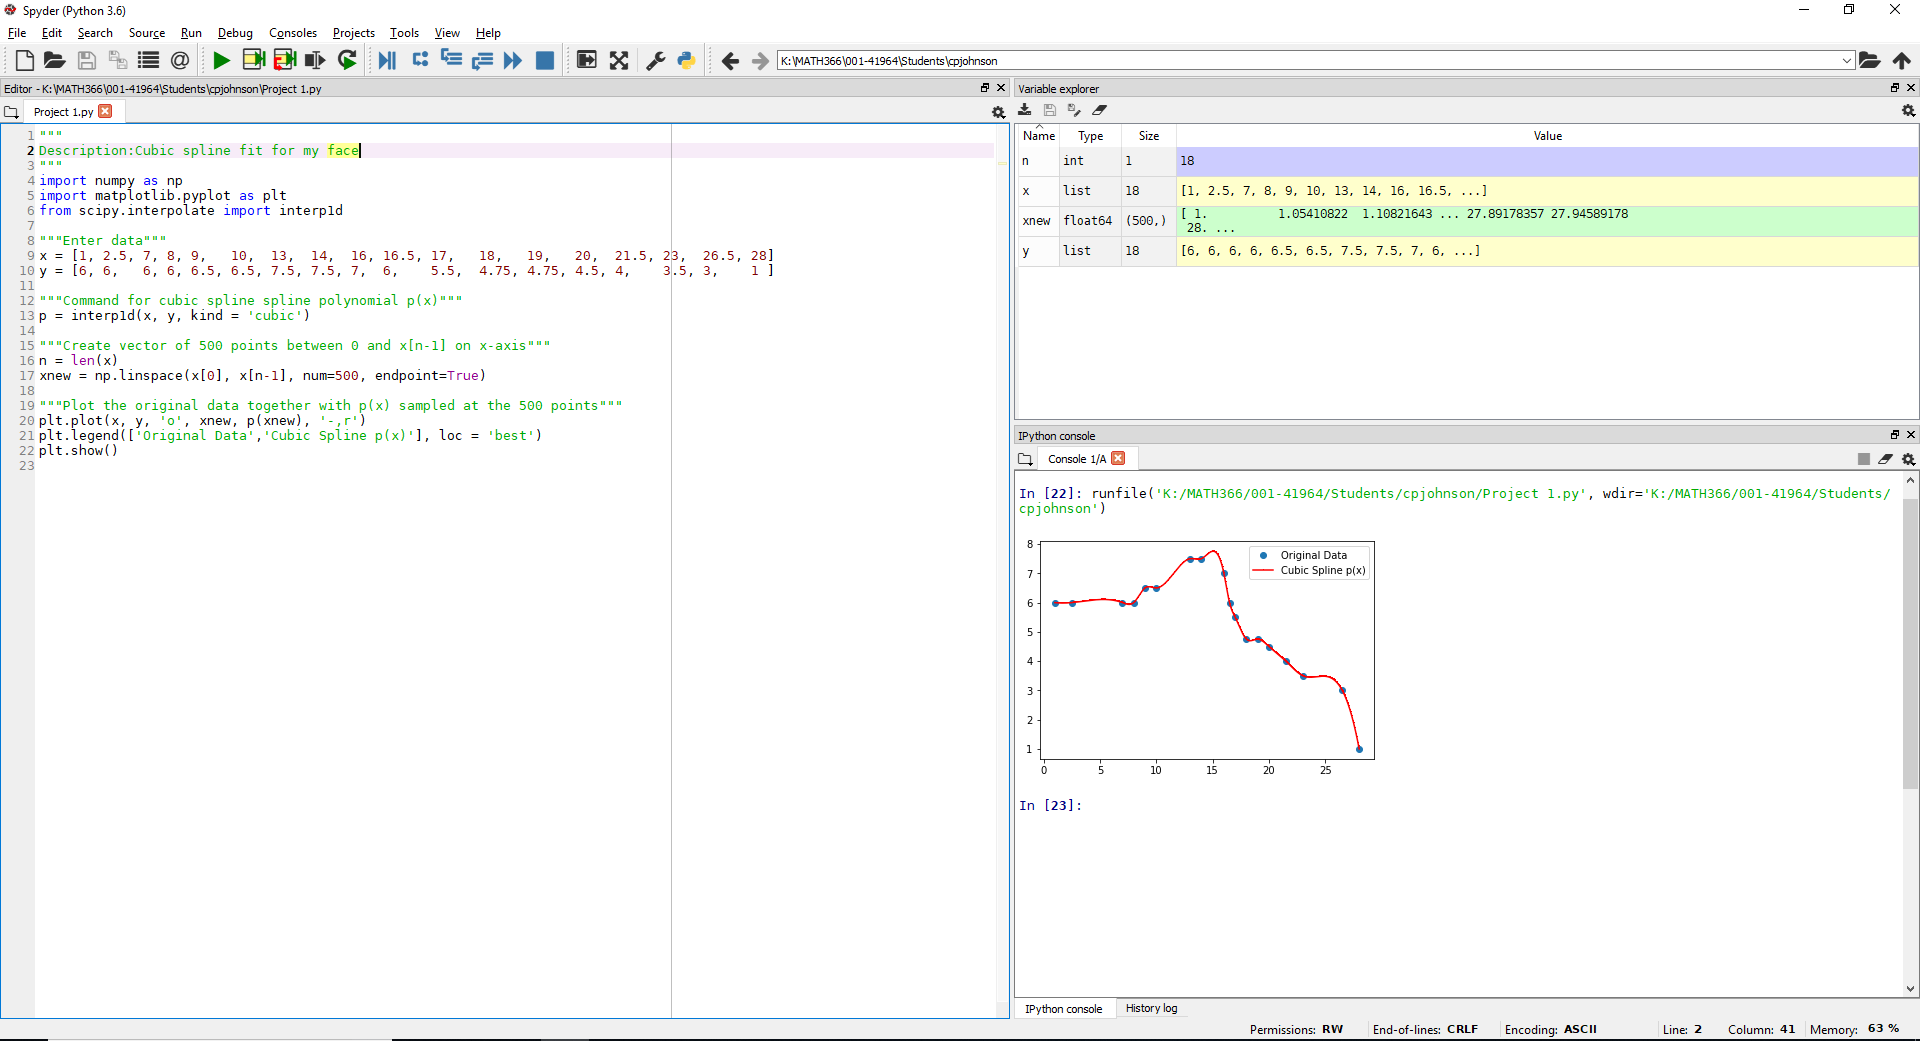 Spyder (Python 3.6)
File Edit Search Source Run Debug Consoles Projects Tools View Help
K:\MATH366\001-41964\Students\cpjohnson
Editor - K:\MATH366\001-41964\Students\cpjohnson\Project 1.py
Project 1.py
1 """
2 Description:Cubic spline fit for my face
3 """
4 import numpy as np
5 import matplotlib.pyplot as plt
6 from scipy.interpolate import interp1d
7
8 """Enter data"""
9 x = [1, 2.5, 7, 8, 9,   10,  13,  14,  16, 16.5, 17,   18,   19,   20,  21.5, 23,  26.5, 28]
10 y = [6, 6,   6, 6, 6.5, 6.5, 7.5, 7.5, 7,  6,    5.5,  4.75, 4.75, 4.5, 4,    3.5, 3,    1 ]
11
12 """Command for cubic spline spline polynomial p(x)"""
13 p = interp1d(x, y, kind = 'cubic')
14
15 """Create vector of 500 points between 0 and x[n-1] on x-axis"""
16 n = len(x)
17 xnew = np.linspace(x[0], x[n-1], num=500, endpoint=True)
18
19 """Plot the original data together with p(x) sampled at the 500 points"""
20 plt.plot(x, y, 'o', xnew, p(xnew), '-,r')
21 plt.legend(['Original Data','Cubic Spline p(x)'], loc = 'best')
22 plt.show()
23
Variable explorer
Name Type Size Value
n int 1 18
x list 18 [1, 2.5, 7, 8, 9, 10, 13, 14, 16, 16.5, ...]
xnew float64 (500,) [ 1.         1.05410822  1.10821643 ... 27.89178357 27.94589178
28. ...
y list 18 [6, 6, 6, 6, 6.5, 6.5, 7.5, 7.5, 7, 6, ...]
IPython console
Console 1/A
In [22]: runfile('K:/MATH366/001-41964/Students/cpjohnson/Project 1.py', wdir='K:/MATH366/001-41964/Students/
cpjohnson')
8
7
6
5
4
3
2
1
0 5 10 15 20 25
Original Data
Cubic Spline p(x)
In [23]:
IPython console History log
Permissions: RW End-of-lines: CRLF Encoding: ASCII Line: 2 Column: 41 Memory: 63 %